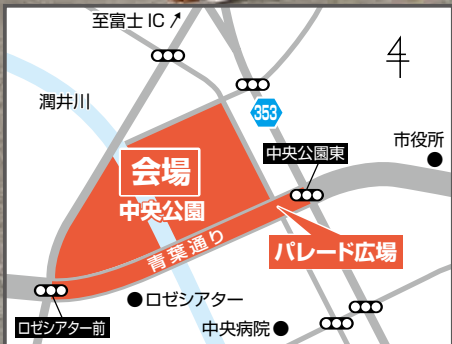 至富士 IC
潤井川
353
市役所
中央公園東
会場
中央公園
青葉通り
パレード広場
ロゼシアター
ロゼシアター前
中央病院